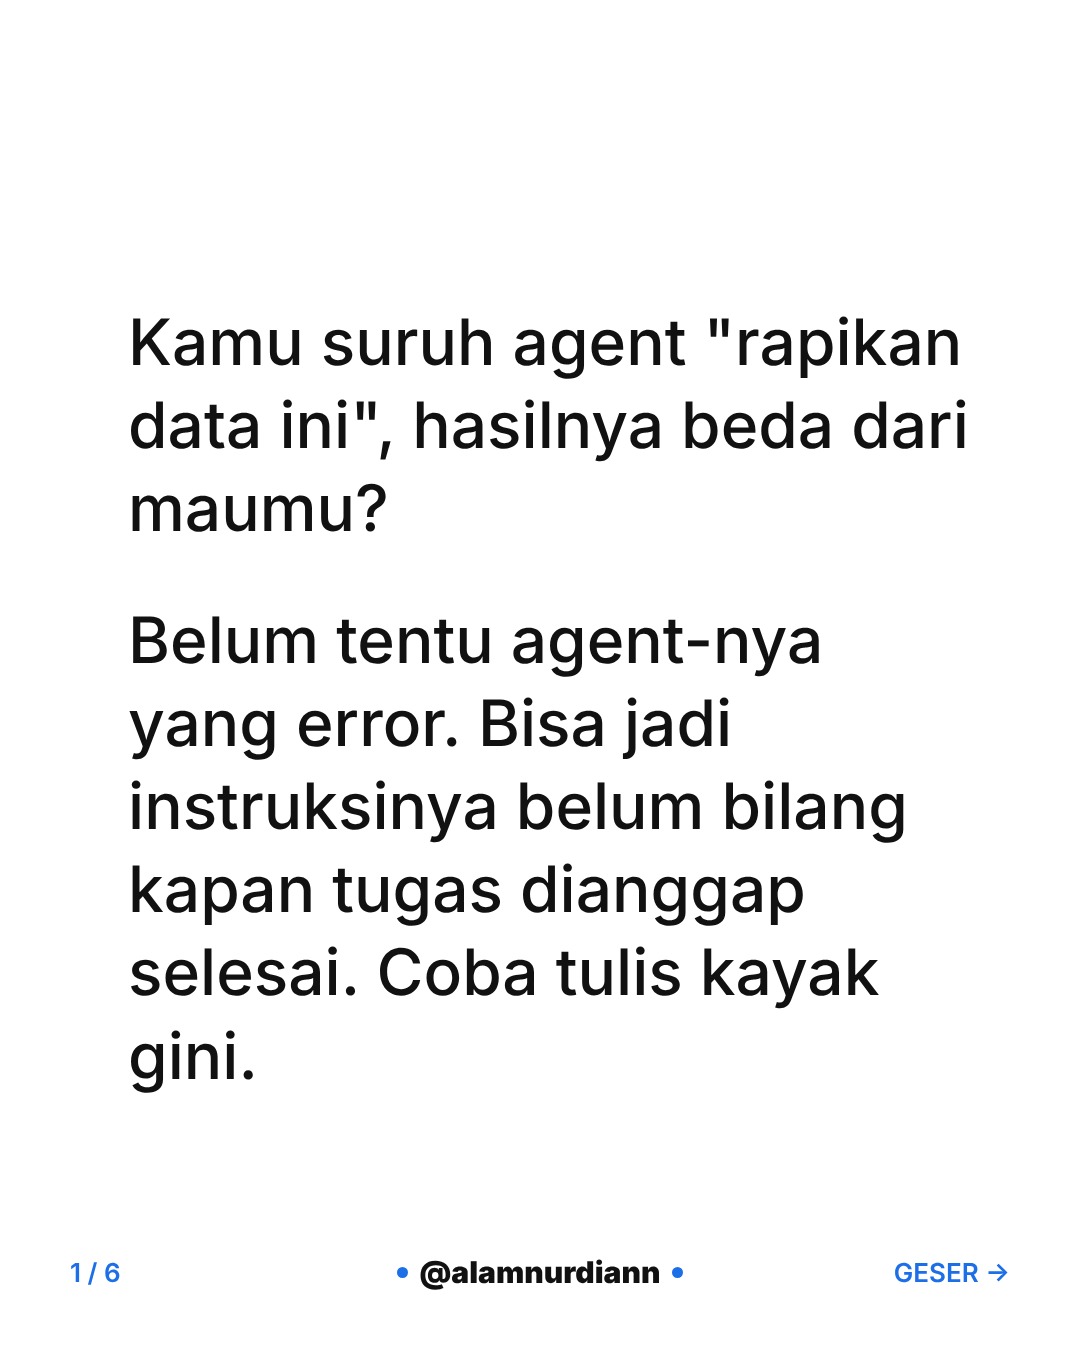 Kamu suruh agent "rapikan
data ini", hasilnya beda dari
maumu?
Belum tentu agent-nya
yang error. Bisa jadi
instruksinya belum bilang
kapan tugas dianggap
selesai. Coba tulis kayak
gini.
1 / 6
• @alamnurdiann •
GESER →